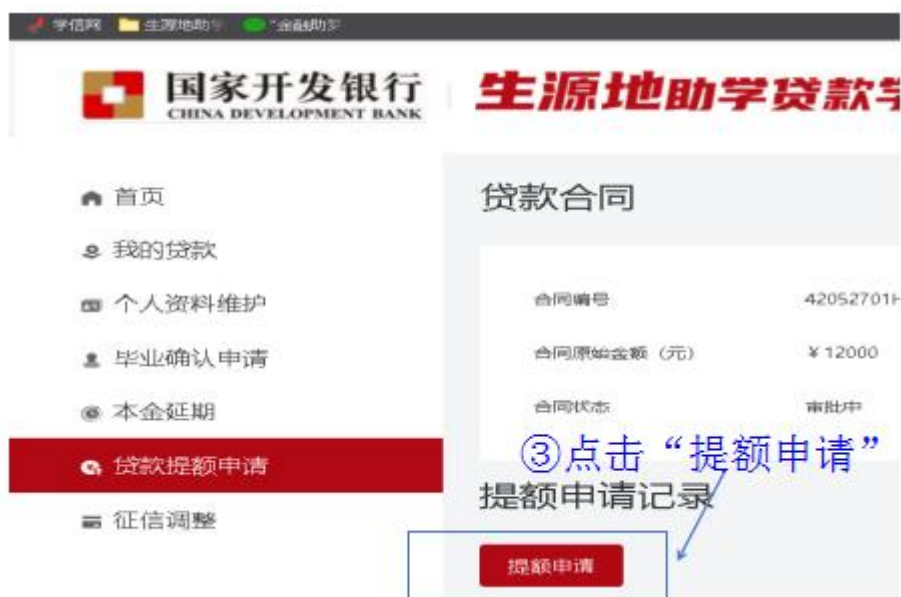 学信网 生源地助学 "金融助学
国家开发银行
CHINA DEVELOPMENT BANK
生源地助学贷款学
首页
我的贷款
个人资料维护
毕业确认申请
本金延期
贷款提额申请
征信调整
贷款合同
合同编号 42052701H
合同原始金额（元） ￥12000
合同状态 审批中
③点击“提额申请”
提额申请记录
提额申请